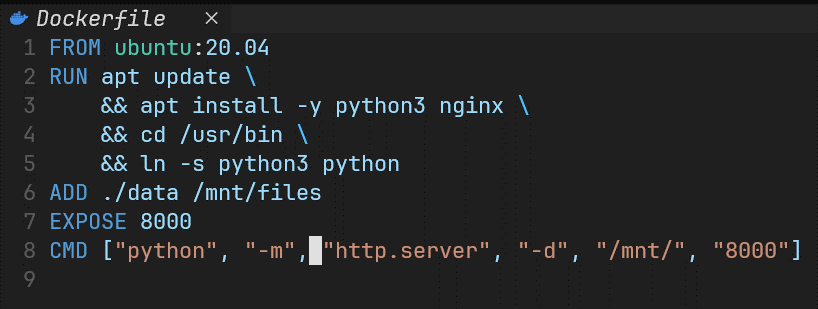 Dockerfile ×
1 FROM ubuntu:20.04
2 RUN apt update \
3     && apt install -y python3 nginx \
4     && cd /usr/bin \
5     && ln -s python3 python
6 ADD ./data /mnt/files
7 EXPOSE 8000
8 CMD ["python", "-m", "http.server", "-d", "/mnt/", "8000"]
9